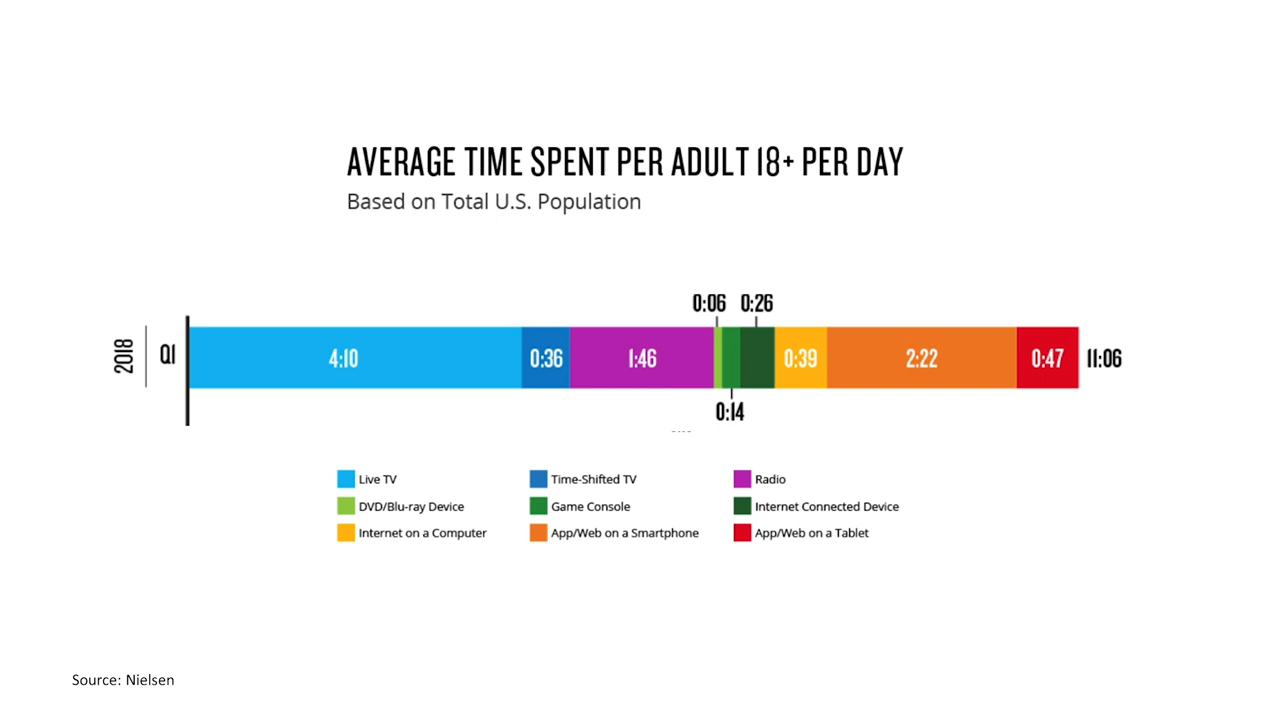 AVERAGE TIME SPENT PER ADULT 18+ PER DAY
Based on Total U.S. Population
0:06 0:26
2018 Q1 4:10 0:36 1:46 0:39 2:22 0:47 11:06
0:14
Live TV Time-Shifted TV Radio
DVD/Blu-ray Device Game Console Internet Connected Device
Internet on a Computer App/Web on a Smartphone App/Web on a Tablet
Source: Nielsen